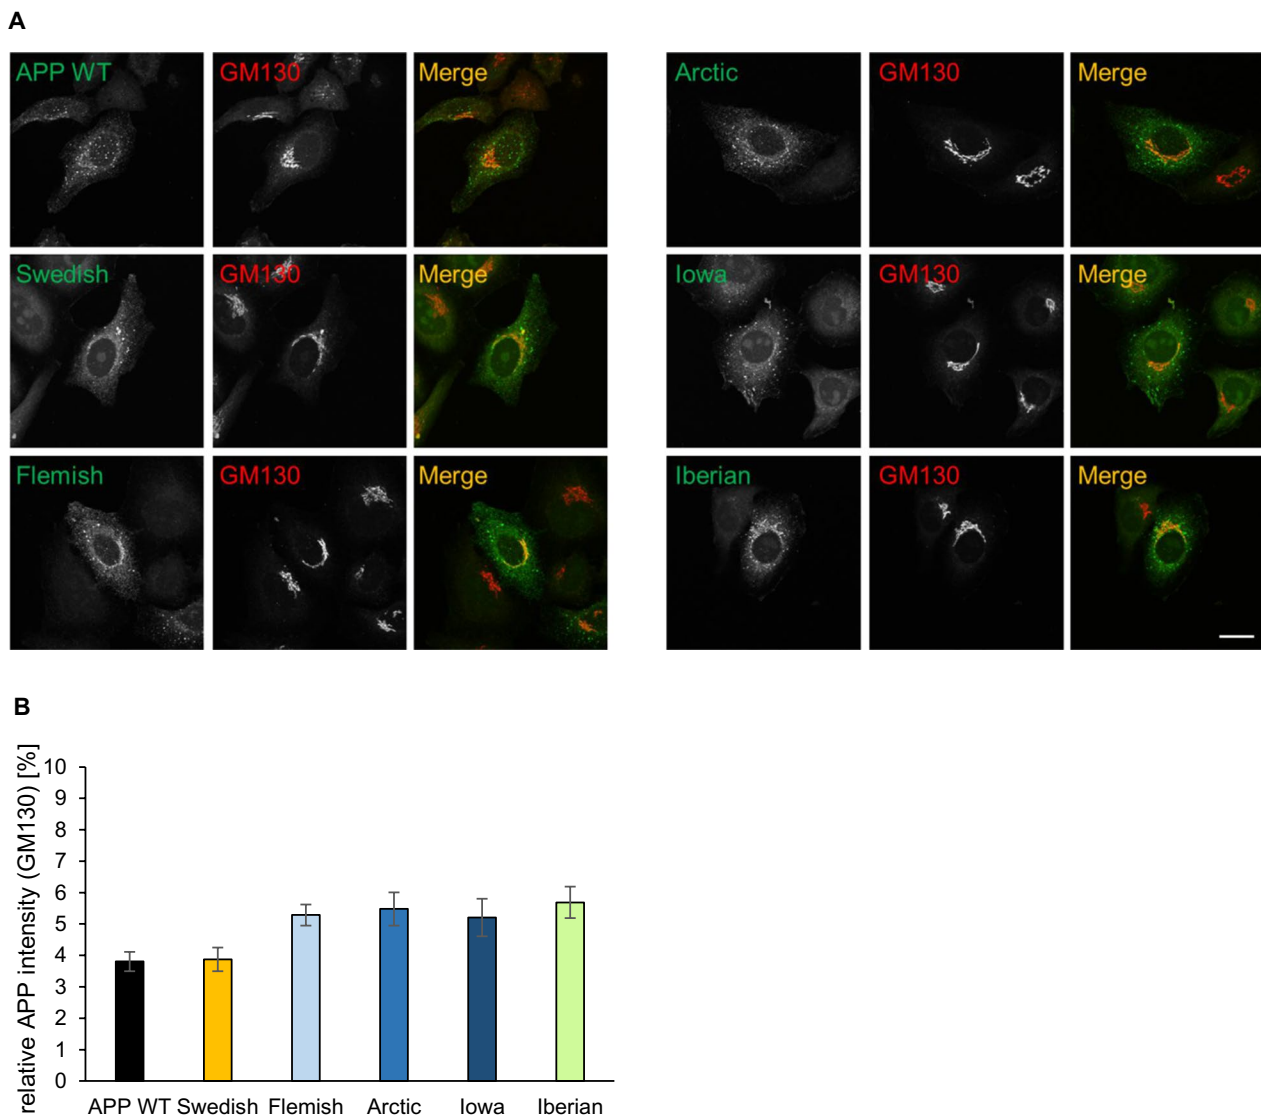 A
APP WT GM130 Merge
Arctic GM130 Merge
Swedish GM130 Merge
Iowa GM130 Merge
Flemish GM130 Merge
Iberian GM130 Merge
B
relative APP intensity (GM130) [%]
10
9
8
7
6
5
4
3
2
1
0
APP WT Swedish Flemish Arctic Iowa Iberian